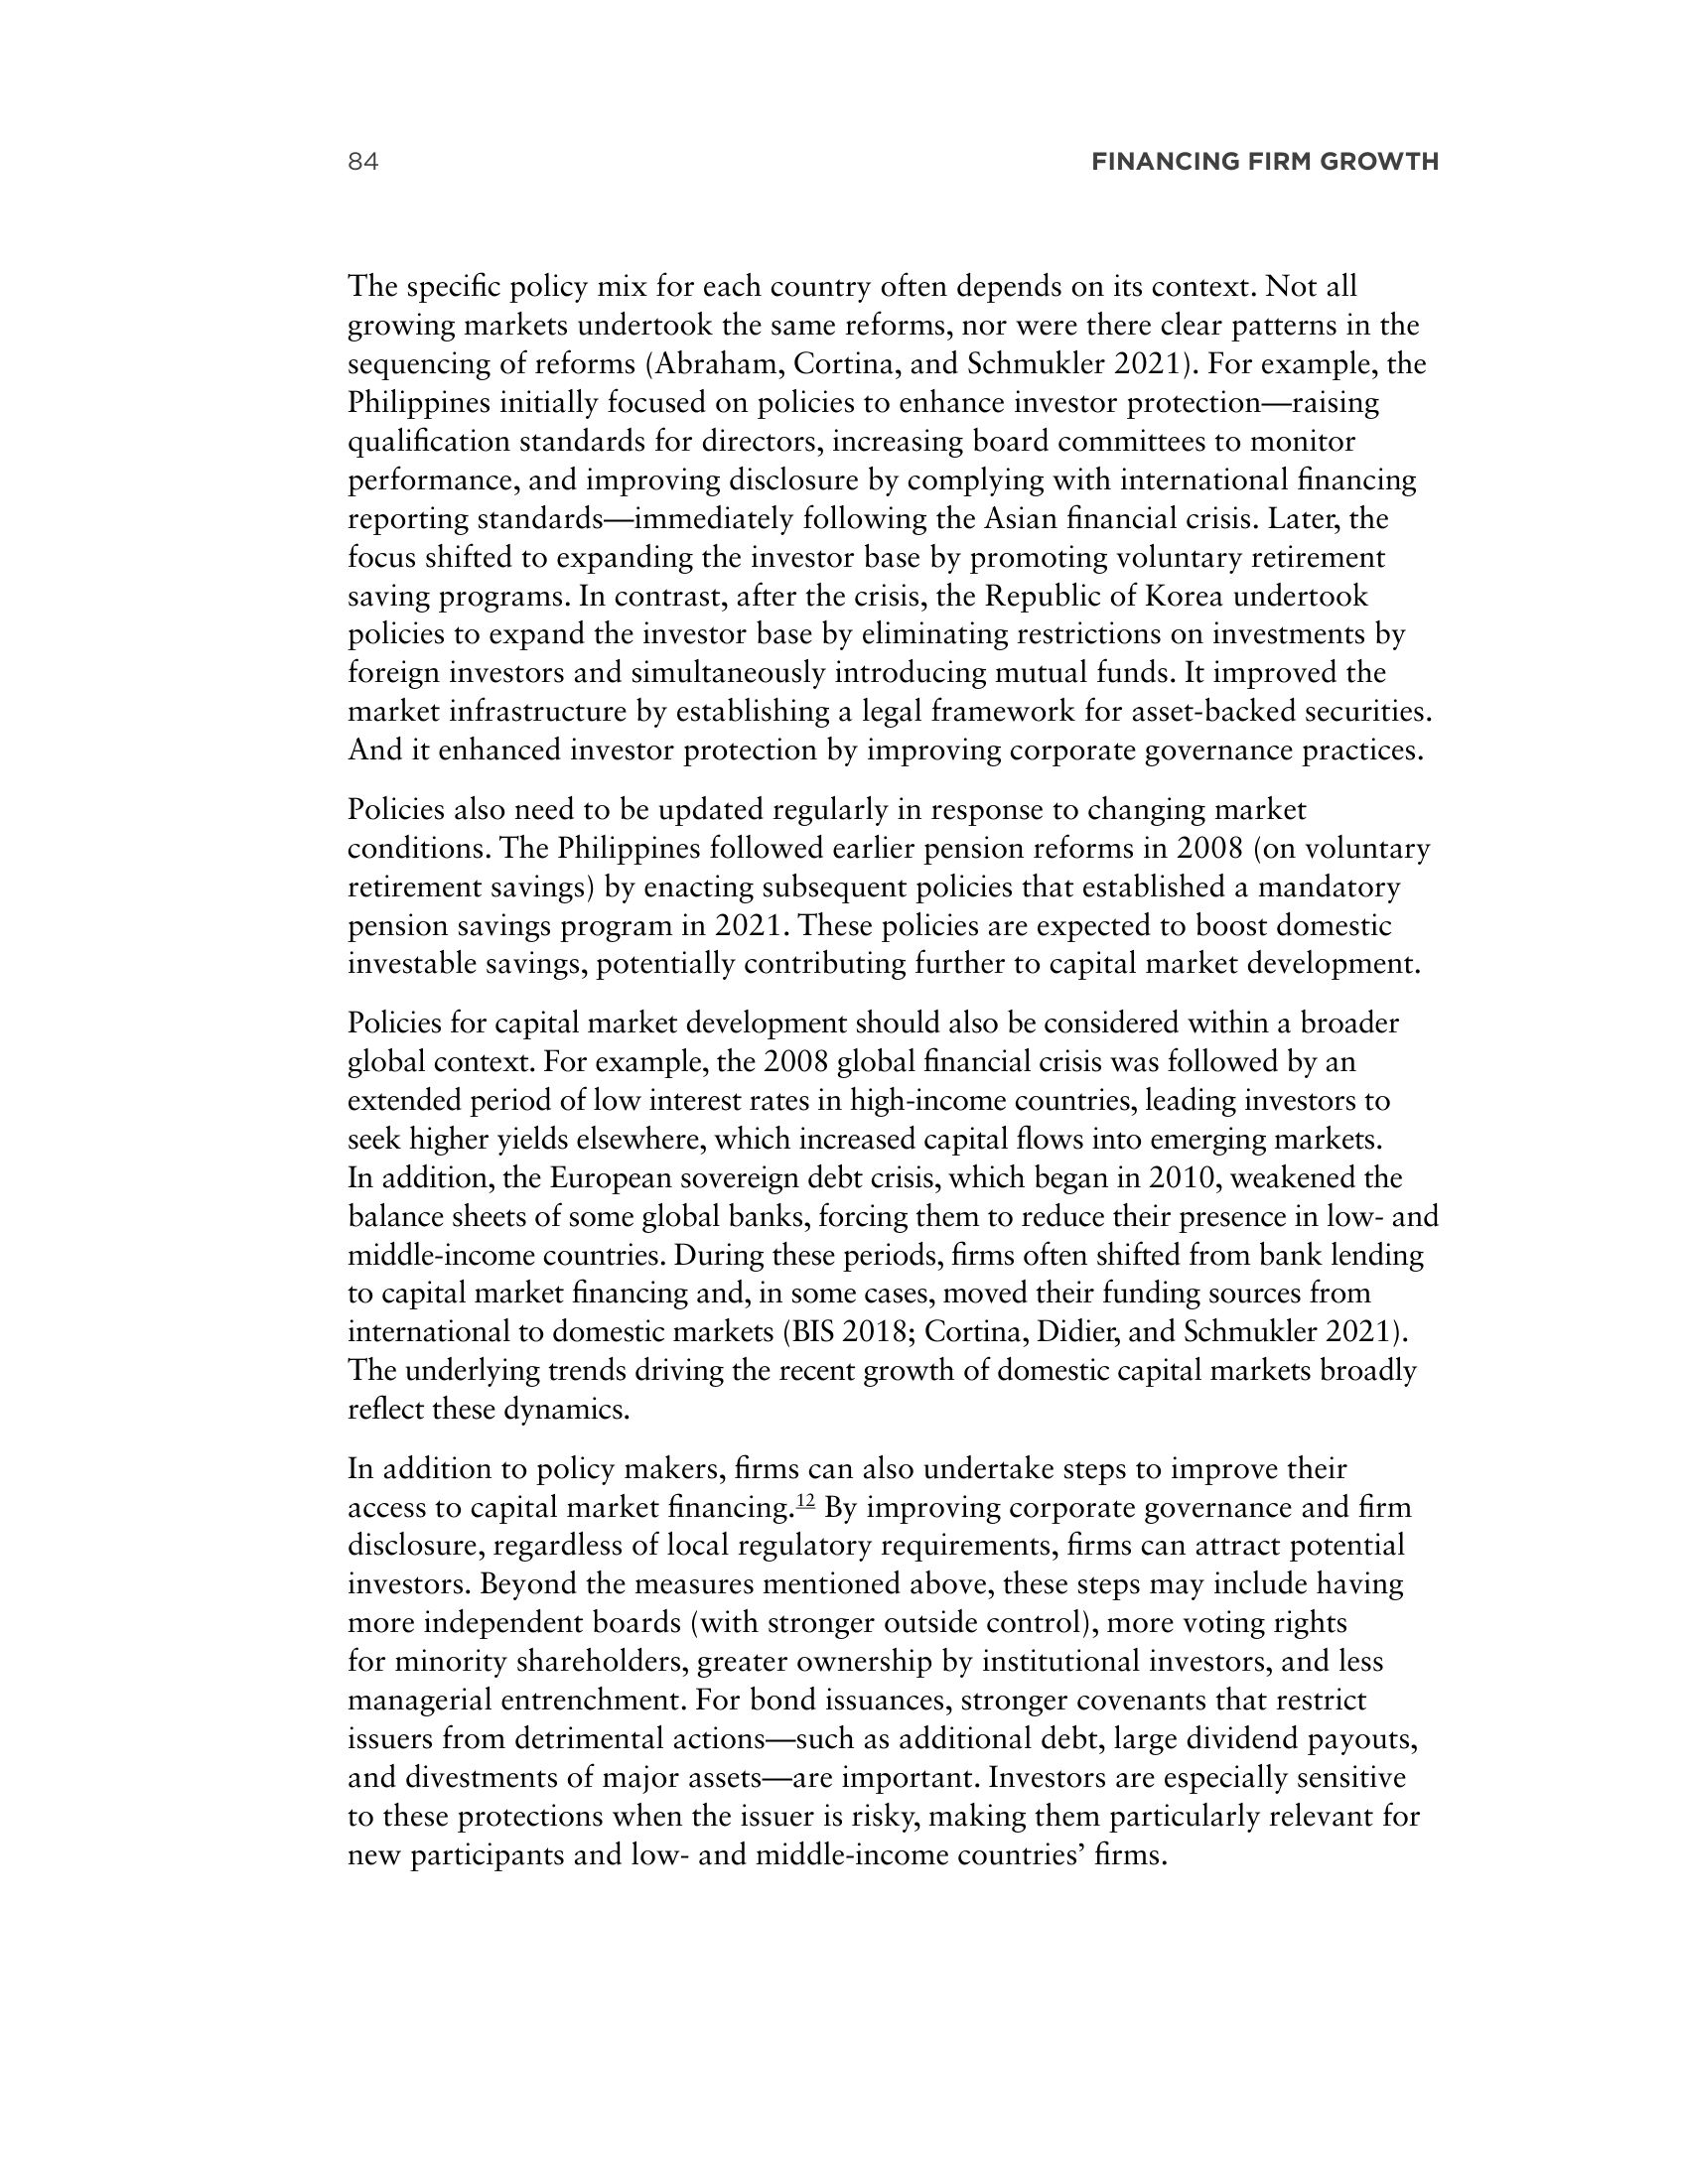 84
FINANCING FIRM GROWTH
The specific policy mix for each country often depends on its context. Not all
growing markets undertook the same reforms, nor were there clear patterns in the
sequencing of reforms (Abraham, Cortina, and Schmukler 2021). For example, the
Philippines initially focused on policies to enhance investor protection—raising
qualification standards for directors, increasing board committees to monitor
performance, and improving disclosure by complying with international financing
reporting standards—immediately following the Asian financial crisis. Later, the
focus shifted to expanding the investor base by promoting voluntary retirement
saving programs. In contrast, after the crisis, the Republic of Korea undertook
policies to expand the investor base by eliminating restrictions on investments by
foreign investors and simultaneously introducing mutual funds. It improved the
market infrastructure by establishing a legal framework for asset-backed securities.
And it enhanced investor protection by improving corporate governance practices.
Policies also need to be updated regularly in response to changing market
conditions. The Philippines followed earlier pension reforms in 2008 (on voluntary
retirement savings) by enacting subsequent policies that established a mandatory
pension savings program in 2021. These policies are expected to boost domestic
investable savings, potentially contributing further to capital market development.
Policies for capital market development should also be considered within a broader
global context. For example, the 2008 global financial crisis was followed by an
extended period of low interest rates in high-income countries, leading investors to
seek higher yields elsewhere, which increased capital flows into emerging markets.
In addition, the European sovereign debt crisis, which began in 2010, weakened the
balance sheets of some global banks, forcing them to reduce their presence in low- and
middle-income countries. During these periods, firms often shifted from bank lending
to capital market financing and, in some cases, moved their funding sources from
international to domestic markets (BIS 2018; Cortina, Didier, and Schmukler 2021).
The underlying trends driving the recent growth of domestic capital markets broadly
reflect these dynamics.
In addition to policy makers, firms can also undertake steps to improve their
access to capital market financing.12 By improving corporate governance and firm
disclosure, regardless of local regulatory requirements, firms can attract potential
investors. Beyond the measures mentioned above, these steps may include having
more independent boards (with stronger outside control), more voting rights
for minority shareholders, greater ownership by institutional investors, and less
managerial entrenchment. For bond issuances, stronger covenants that restrict
issuers from detrimental actions—such as additional debt, large dividend payouts,
and divestments of major assets—are important. Investors are especially sensitive
to these protections when the issuer is risky, making them particularly relevant for
new participants and low- and middle-income countries’ firms.